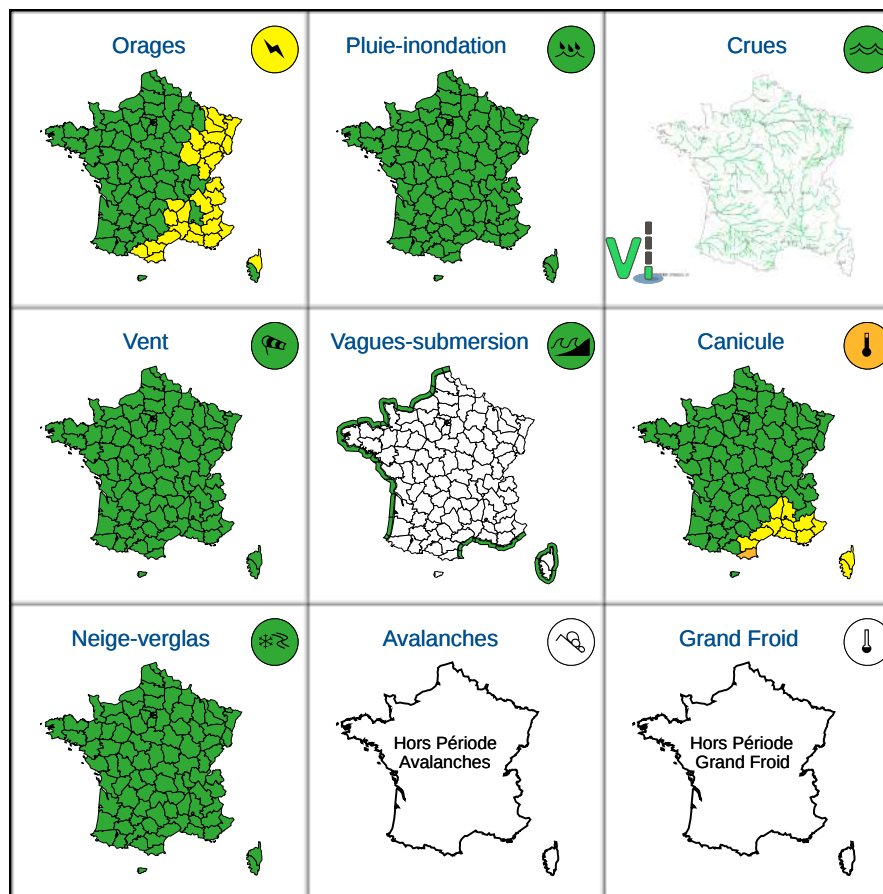 Orages
Pluie-inondation
Crues
Vent
Vagues-submersion
Canicule
Neige-verglas
Avalanches
Grand Froid
Hors Période
Avalanches
Hors Période
Grand Froid